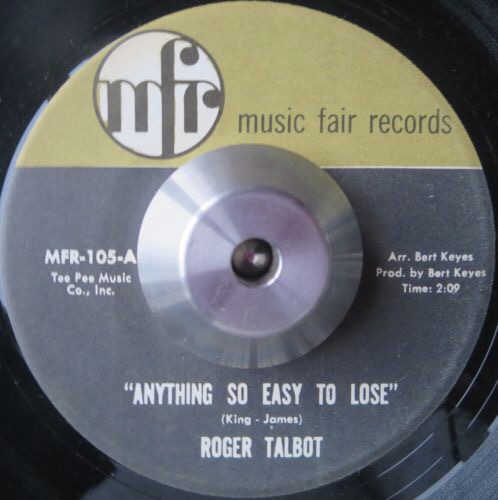 mfr
music fair records
MFR-105-A
Tee Pee Music
Co., Inc.
Arr. Bert Keyes
Prod. by Bert Keyes
Time: 2:09
"ANYTHING SO EASY TO LOSE"
(King - James)
ROGER TALBOT